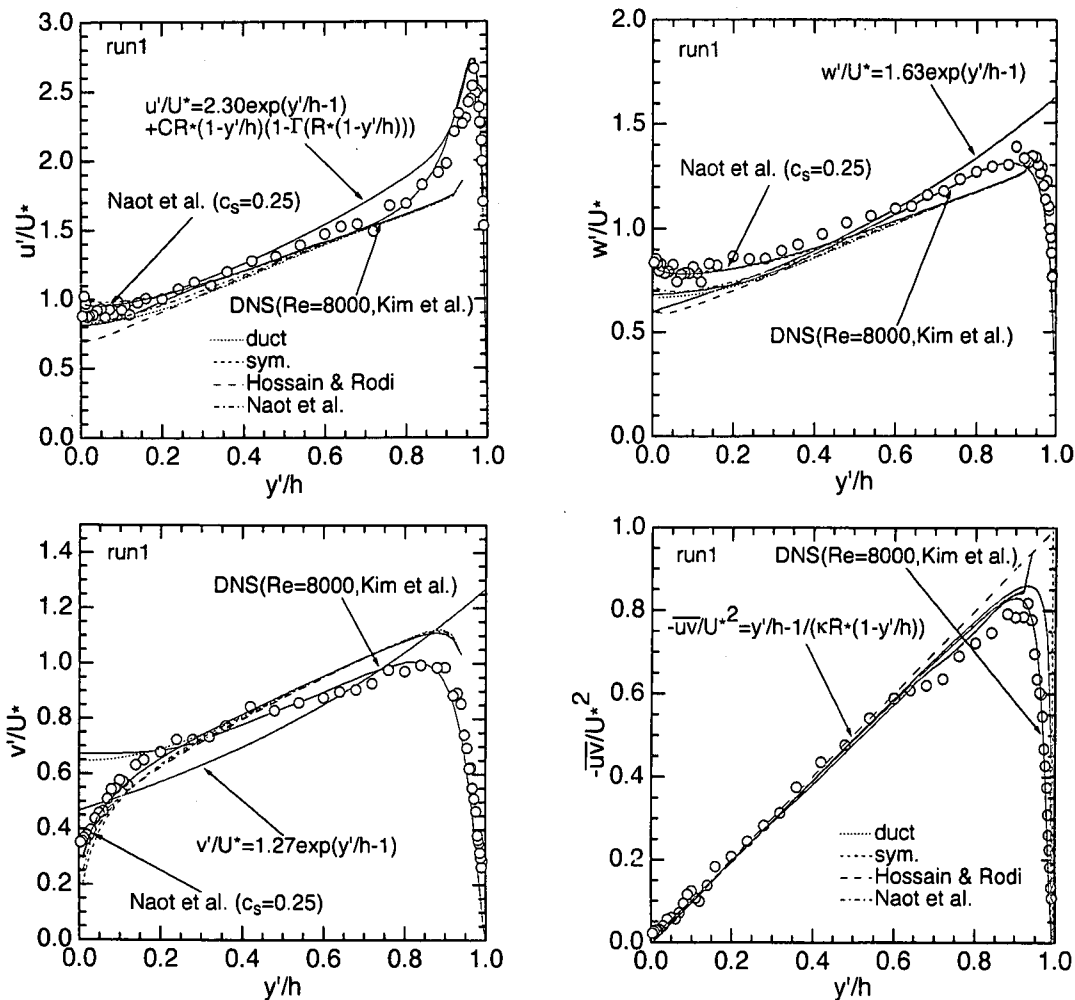 3.0
2.5
2.0
1.5
1.0
0.5
0.0
u'/U*
run1
u'/U*=2.30exp(y'/h-1)
+CR*(1-y'/h)(1-Γ(R*(1-y'/h)))
Naot et al. (cs=0.25)
DNS(Re=8000,Kim et al.)
duct
sym.
Hossain & Rodi
Naot et al.
0.0 0.2 0.4 0.6 0.8 1.0
y'/h
2.0
1.5
1.0
0.5
0.0
w'/U*
run1
w'/U*=1.63exp(y'/h-1)
Naot et al. (cs=0.25)
DNS(Re=8000,Kim et al.)
0.0 0.2 0.4 0.6 0.8 1.0
y'/h
1.4
1.2
1.0
0.8
0.6
0.4
0.2
0.0
v'/U*
run1
DNS(Re=8000,Kim et al.)
v'/U*=1.27exp(y'/h-1)
Naot et al. (cs=0.25)
0.0 0.2 0.4 0.6 0.8 1.0
y'/h
1.0
0.8
0.6
0.4
0.2
0.0
-uv/U*2
run1
DNS(Re=8000,Kim et al.)
-uv/U*2=y'/h-1/(κR*(1-y'/h))
duct
sym.
Hossain & Rodi
Naot et al.
0.0 0.2 0.4 0.6 0.8 1.0
y'/h